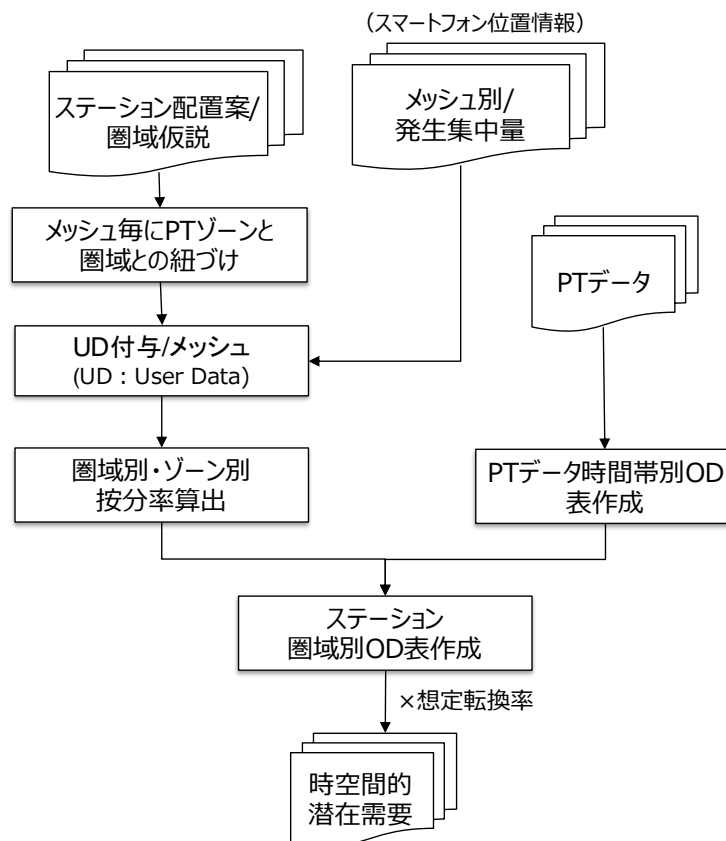 (スマートフォン位置情報)
ステーション配置案/
圏域仮説
メッシュ別/
発生集中量
メッシュ毎にPTゾーンと
圏域との紐づけ
PTデータ
UD付与/メッシュ
(UD：User Data)
圏域別・ゾーン別
按分率算出
PTデータ時間帯別OD
表作成
ステーション
圏域別OD表作成
×想定転換率
時空間的
潜在需要